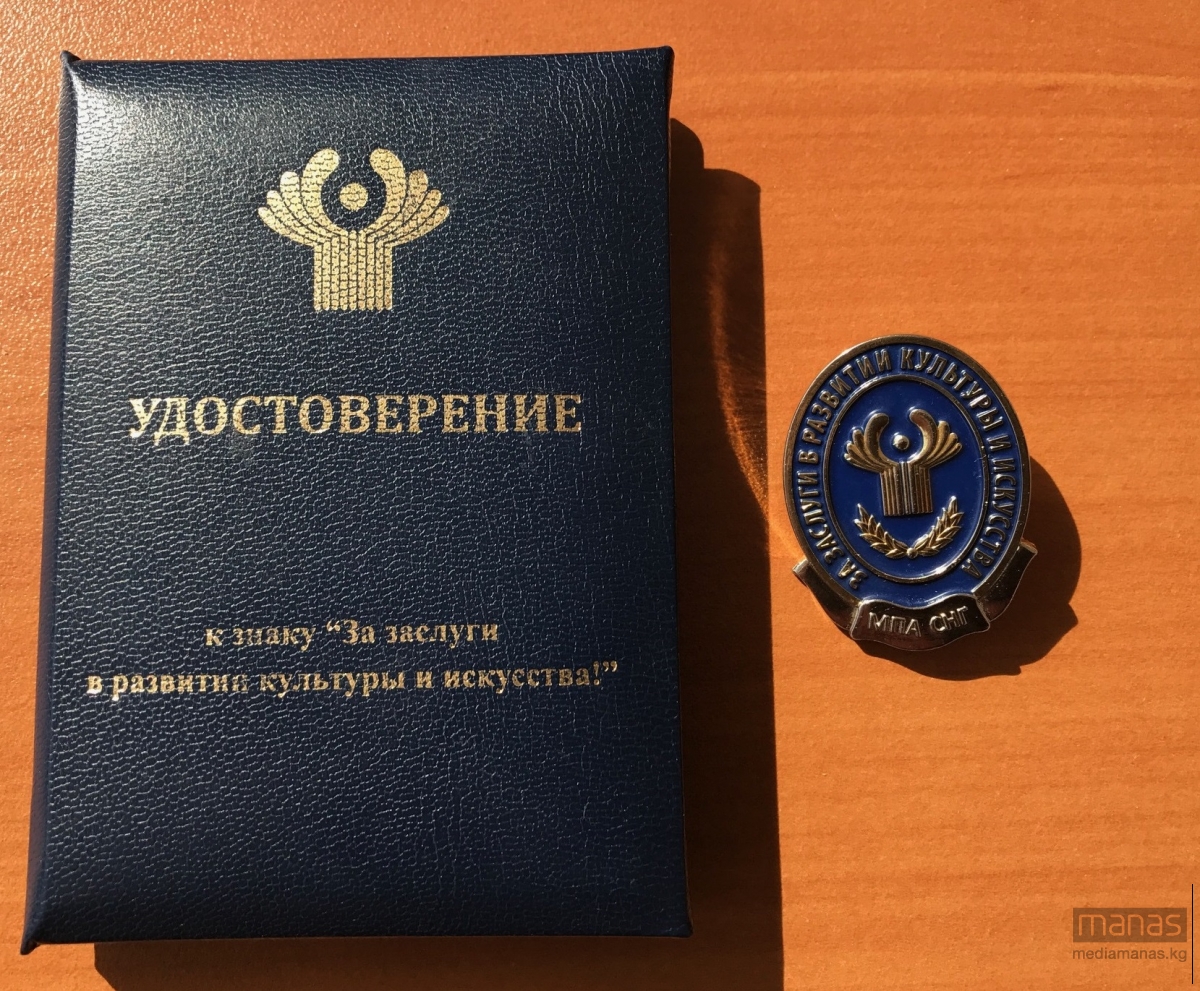 УДОСТОВЕРЕНИЕ
к знаку “За заслуги
в развитии культуры и искусства!”
ЗА ЗАСЛУГИ В РАЗВИТИИ КУЛЬТУРЫ И ИСКУССТВА
МПА СНГ
manas
mediamanas.kg